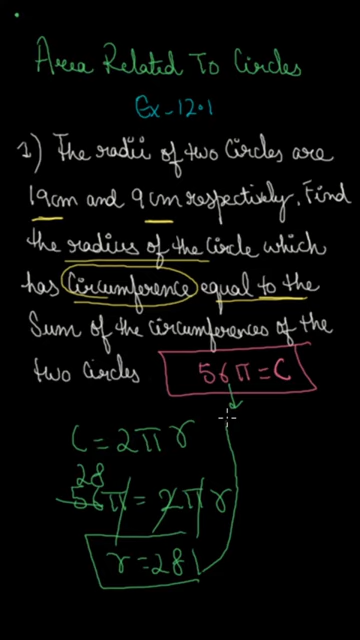 Area Related To Circles
Ex-12.1
1) The radii of two Circles are
19cm and 9cm respectively. Find
the radius of the Circle which
has Circumference equal to the
Sum of the circumferences of the
two circles
56π = C
C = 2πr
28
56π = 2πr
r = 28